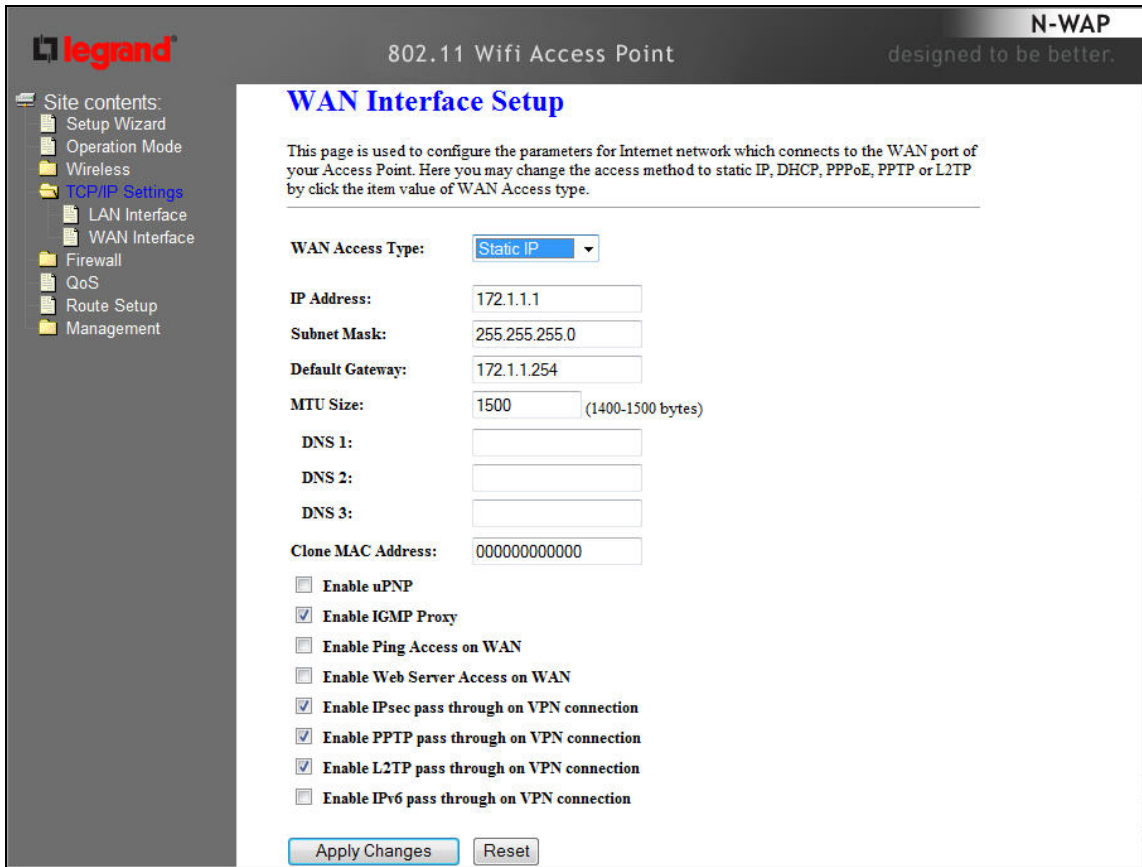 N-WAP
legrand®
802.11 Wifi Access Point
designed to be better.
Site contents:
Setup Wizard
Operation Mode
Wireless
TCP/IP Settings
LAN Interface
WAN Interface
Firewall
QoS
Route Setup
Management
WAN Interface Setup
This page is used to configure the parameters for Internet network which connects to the WAN port of
your Access Point. Here you may change the access method to static IP, DHCP, PPPoE, PPTP or L2TP
by click the item value of WAN Access type.
WAN Access Type: Static IP
IP Address: 172.1.1.1
Subnet Mask: 255.255.255.0
Default Gateway: 172.1.1.254
MTU Size: 1500 (1400-1500 bytes)
DNS 1:
DNS 2:
DNS 3:
Clone MAC Address: 000000000000
Enable uPNP
Enable IGMP Proxy
Enable Ping Access on WAN
Enable Web Server Access on WAN
Enable IPsec pass through on VPN connection
Enable PPTP pass through on VPN connection
Enable L2TP pass through on VPN connection
Enable IPv6 pass through on VPN connection
Apply Changes Reset